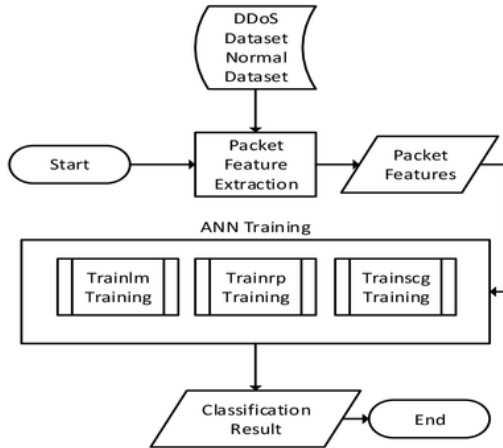 DDoS
Dataset
Normal
Dataset
Start
Packet
Feature
Extraction
Packet
Features
ANN Training
Trainlm
Training
Trainrp
Training
Trainscg
Training
Classification
Result
End